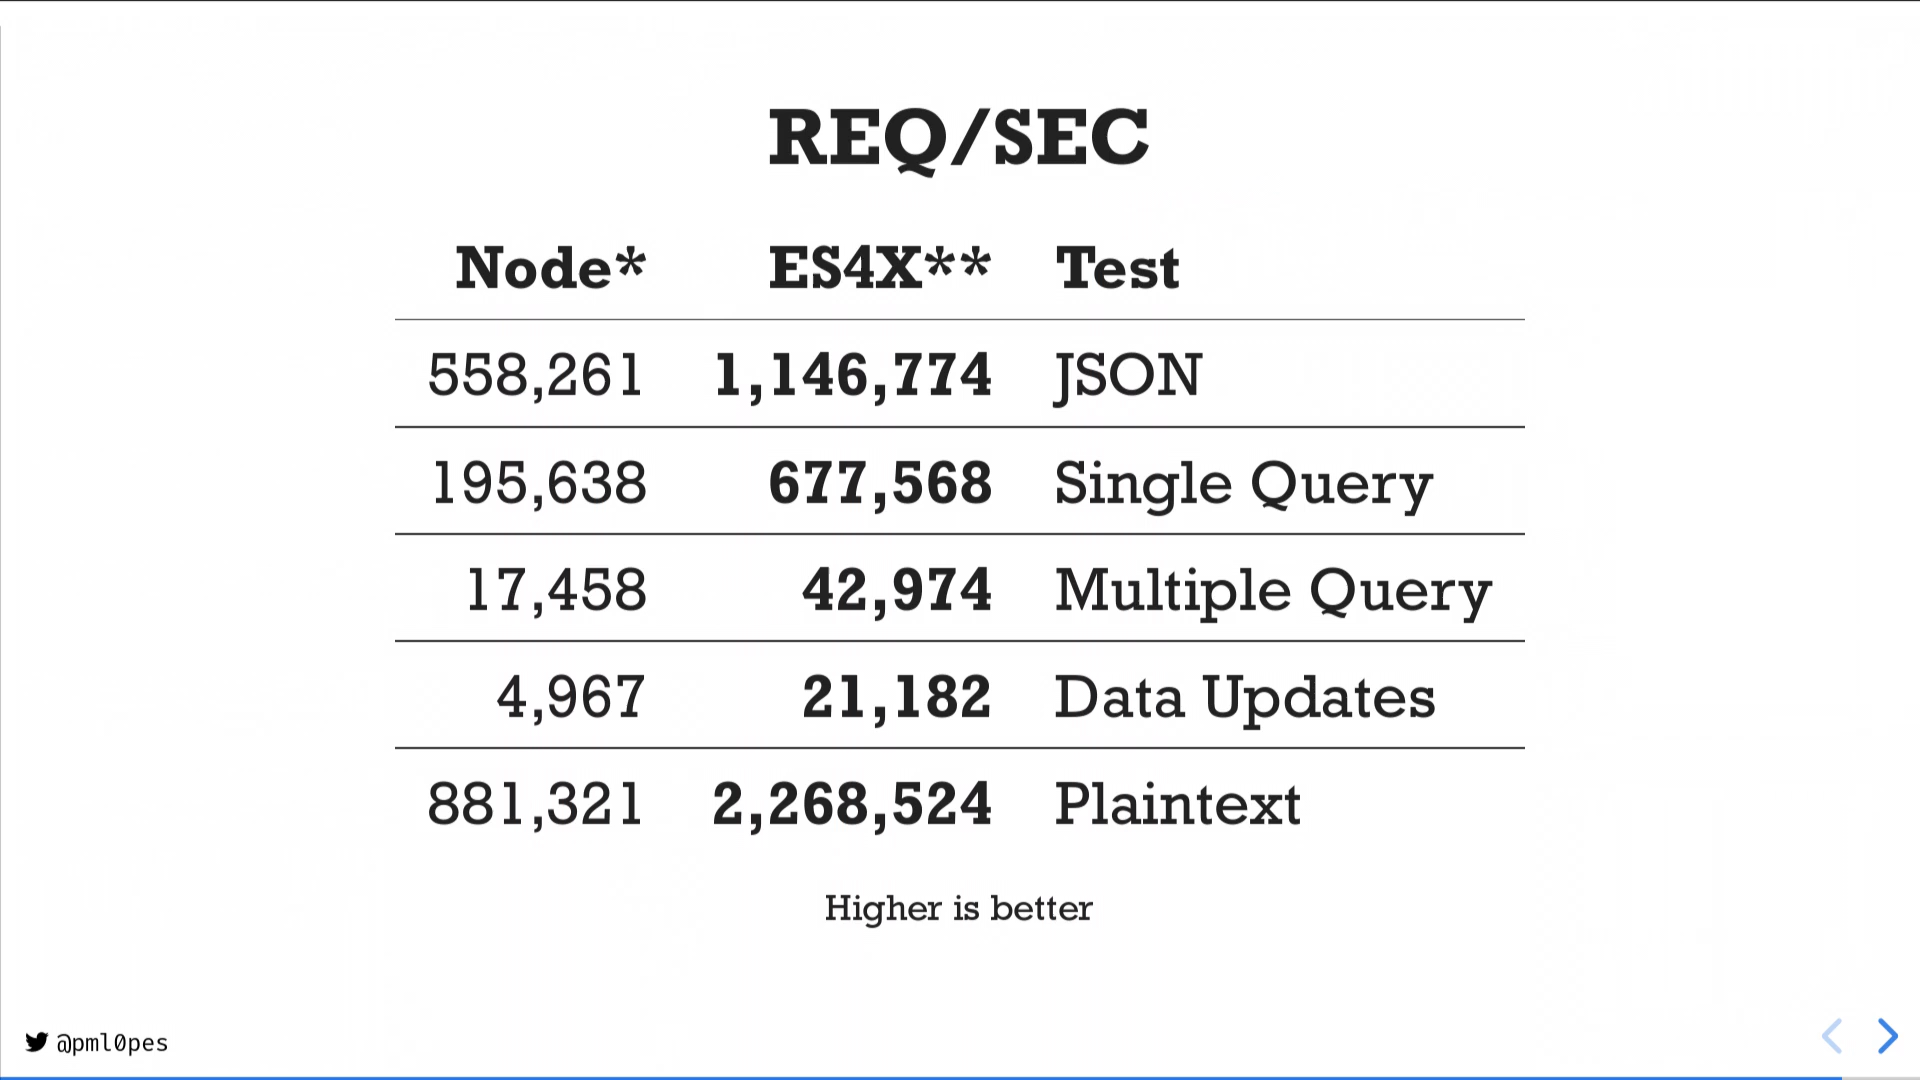 REQ/SEC
Node* ES4X** Test
558,261 1,146,774 JSON
195,638 677,568 Single Query
17,458 42,974 Multiple Query
4,967 21,182 Data Updates
881,321 2,268,524 Plaintext
Higher is better
@pml0pes